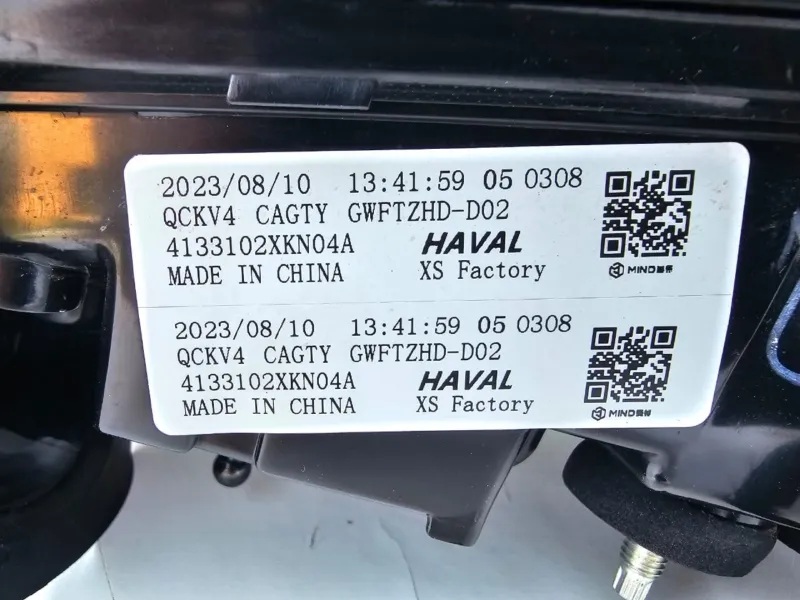 2023/08/10 13:41:59 05 0308
QCKV4 CAGTY GWFTZHD-D02
4133102XKN04A HAVAL
MADE IN CHINA XS Factory
MIND
2023/08/10 13:41:59 05 0308
QCKV4 CAGTY GWFTZHD-D02
4133102XKN04A HAVAL
MADE IN CHINA XS Factory
MIND